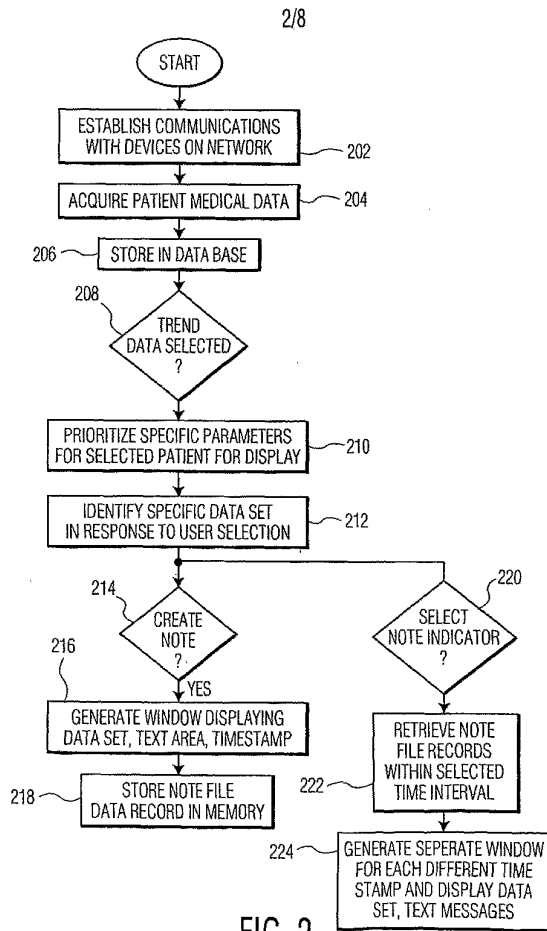 2/8
START
ESTABLISH COMMUNICATIONS
WITH DEVICES ON NETWORK
202
ACQUIRE PATIENT MEDICAL DATA
204
206
STORE IN DATA BASE
208
TREND
DATA SELECTED
?
PRIORITIZE SPECIFIC PARAMETERS
FOR SELECTED PATIENT FOR DISPLAY
210
IDENTIFY SPECIFIC DATA SET
IN RESPONSE TO USER SELECTION
212
214
CREATE
NOTE
?
YES
216
GENERATE WINDOW DISPLAYING
DATA SET, TEXT AREA, TIMESTAMP
218
STORE NOTE FILE
DATA RECORD IN MEMORY
220
SELECT
NOTE INDICATOR
?
RETRIEVE NOTE
FILE RECORDS
WITHIN SELECTED
TIME INTERVAL
222
224
GENERATE SEPERATE WINDOW
FOR EACH DIFFERENT TIME
STAMP AND DISPLAY DATA
SET, TEXT MESSAGES
FIG. 2